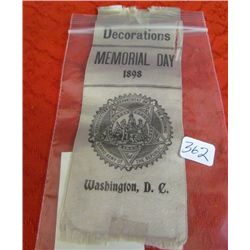 Decorations
MEMORIAL DAY
1898
Washington, D. C.
362